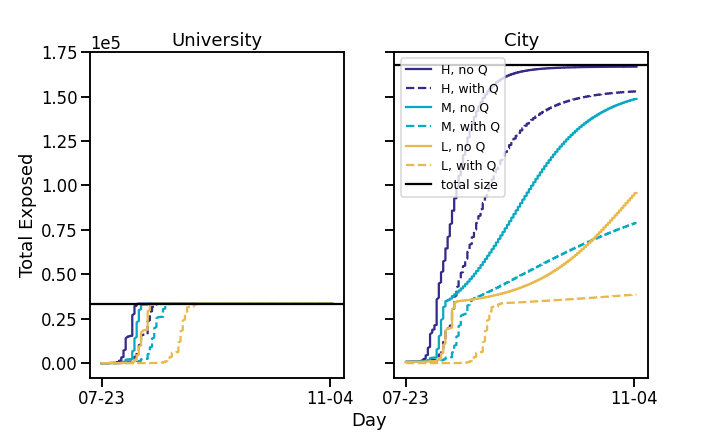 University
City
1e5
1.75
1.50
1.25
1.00
0.75
0.50
0.25
0.00
Total Exposed
H, no Q
H, with Q
M, no Q
M, with Q
L, no Q
L, with Q
total size
07-23
11-04
07-23
11-04
Day